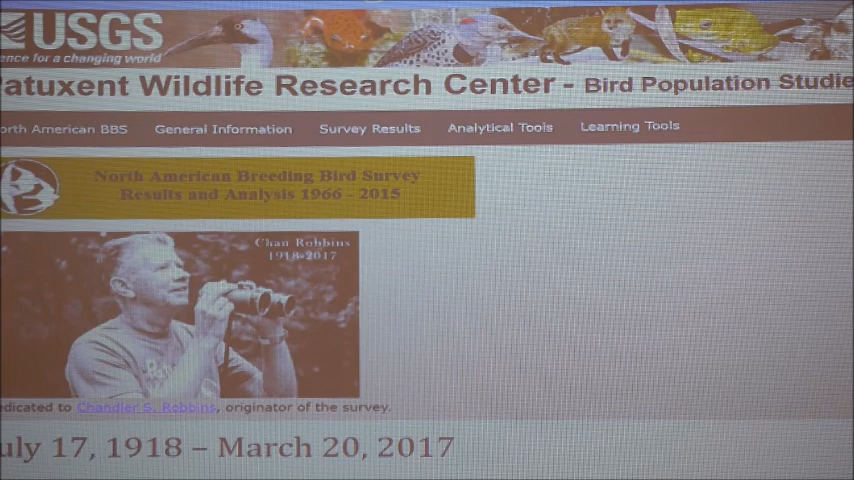 USGS
ence for a changing world
atuxent Wildlife Research Center - Bird Population Studie
orth American BBS General Information Survey Results Analytical Tools Learning Tools
North American Breeding Bird Survey
Results and Analysis 1966 - 2015
Chan Robbins
1918-2017
edicated to Chandler S. Robbins, originator of the survey.
uly 17, 1918 – March 20, 2017